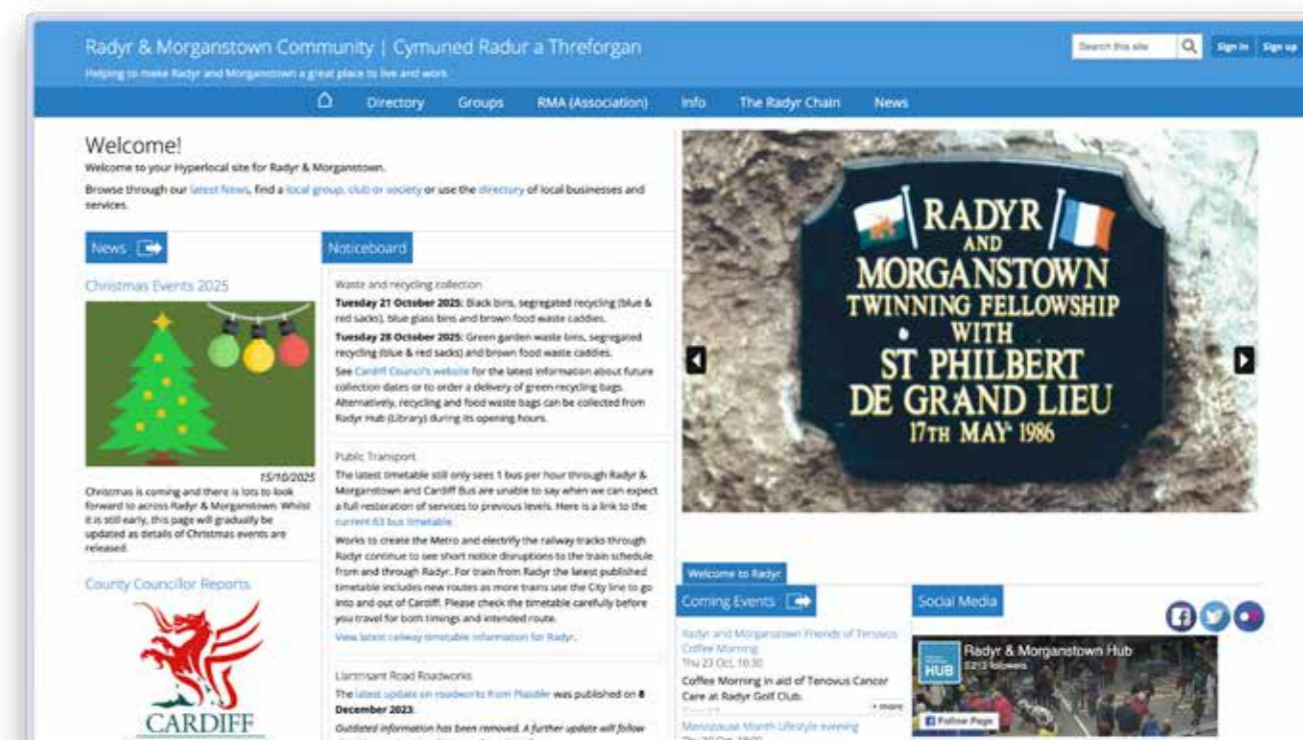 Radyr & Morganstown Community | Cymuned Radur a Threforgan
Helping to make Radyr and Morganstown a great place to live and work
Search this site
Sign in Sign up
Directory Groups RMA (Association) Info The Radyr Chain News
Welcome!
Welcome to your Hyperlocal site for Radyr & Morganstown.
Browse through our latest News, find a local group, club or society or use the directory of local businesses and
services.
News
Christmas Events 2025
15/10/2025
Christmas is coming and there is lots to look
forward to across Radyr & Morganstown. Whilst
it is still early, this page will gradually be
updated as details of Christmas events are
released.
County Councillor Reports
CARDIFF
Noticeboard
Waste and recycling collection
Tuesday 21 October 2025: Black bins, segregated recycling (blue &
red sacks), blue glass bins and brown food waste caddies.
Tuesday 28 October 2025: Green garden waste bins, segregated
recycling (blue & red sacks) and brown food waste caddies.
See Cardiff Council's website for the latest information about future
collection dates or to order a delivery of green recycling bags.
Alternatively, recycling and food waste bags can be collected from
Radyr Hub (Library) during its opening hours.
Public Transport
The latest timetable still only sees 1 bus per hour through Radyr &
Morganstown and Cardiff Bus are unable to say when we can expect
a full restoration of services to previous levels. Here is a link to the
current 63 bus timetable
Works to create the Metro and electrify the railway tracks through
Radyr continue to see short notice disruptions to the train schedule
from and through Radyr. For train from Radyr the latest published
timetable includes new routes as more trains use the City line to go
into and out of Cardiff. Please check the timetable carefully before
you travel for both timings and intended route.
View latest railway timetable information for Radyr.
Llantrisant Road Roadworks
The latest update on roadworks from Plasdŵr was published on 8
December 2023:
Outdated information has been removed. A further update will follow
RADYR
AND
MORGANSTOWN
TWINNING FELLOWSHIP
WITH
ST PHILBERT
DE GRAND LIEU
17TH MAY 1986
Welcome to Radyr
Coming Events
Radyr and Morganstown Friends of Tenovus
Coffee Morning
Thu 23 Oct, 10:30
Coffee Morning in aid of Tenovus Cancer
Care at Radyr Golf Club.
+ more
Menopause Month Lifestyle evening
Social Media
Radyr & Morganstown Hub
followers
HUB
Follow Page